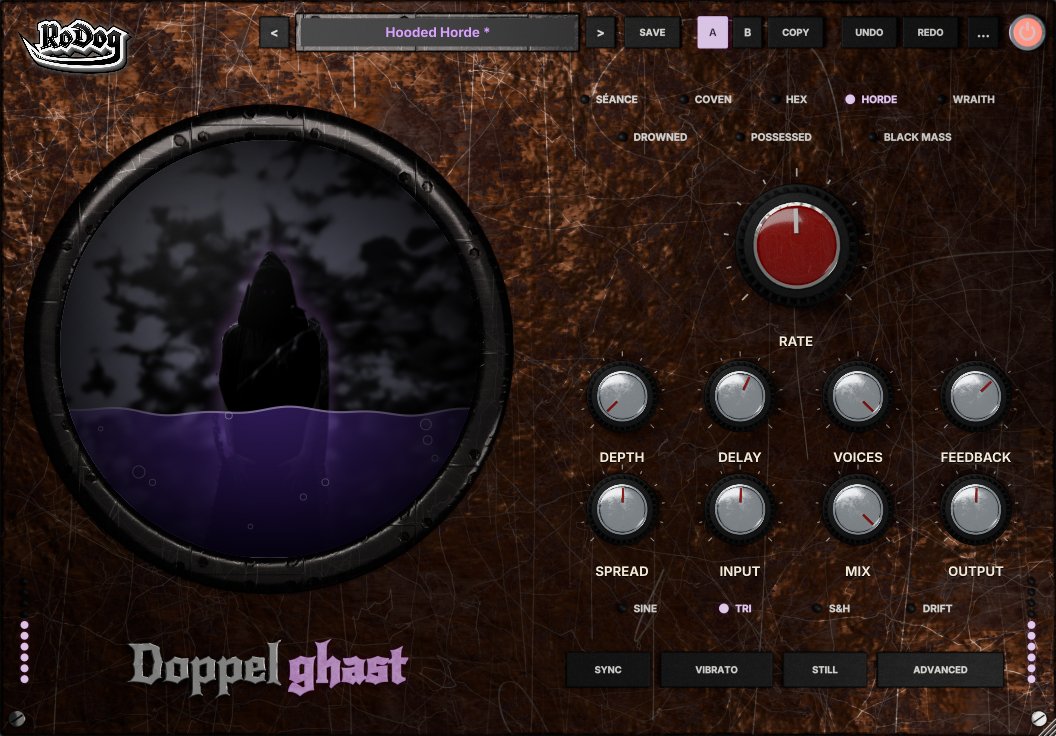 RoDog
< Hooded Horde * > SAVE A B COPY UNDO REDO ...
SÉANCE COVEN HEX HORDE WRAITH
DROWNED POSSESSED BLACK MASS
RATE
DEPTH DELAY VOICES FEEDBACK
SPREAD INPUT MIX OUTPUT
SINE TRI S&H DRIFT
Doppelghast
SYNC VIBRATO STILL ADVANCED